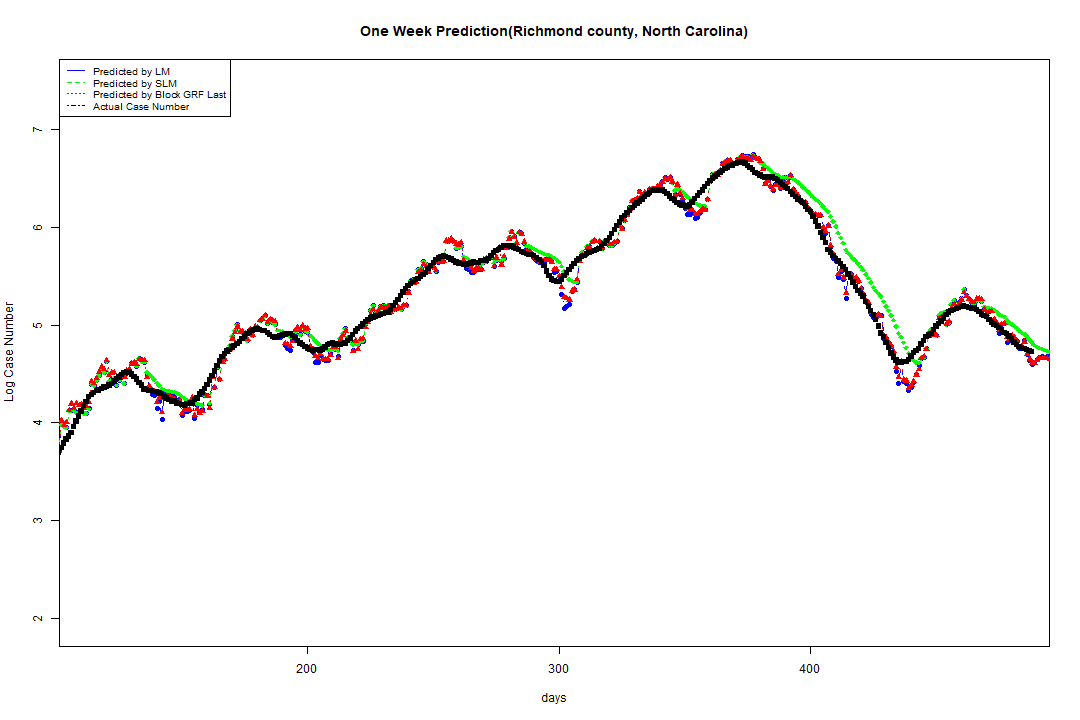 One Week Prediction(Richmond county, North Carolina)
Predicted by LM
Predicted by SLM
Predicted by Block GRF Last
Actual Case Number
7
6
5
4
3
2
Log Case Number
200
300
400
days